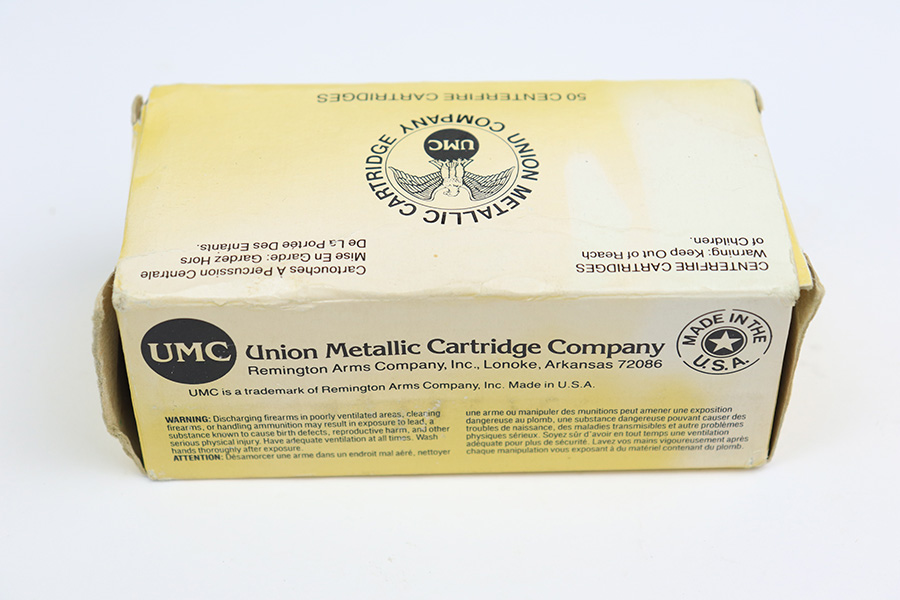 50 CENTERFIRE CARTRIDGES
UNION METALLIC CARTRIDGE COMPANY
UMC
CENTERFIRE CARTRIDGES
Warning: Keep Out of Reach
of Children.
Cartouches À Percussion Centrale
Mise En Garde: Gardez Hors
De La Portée Des Enfants.
UMC
Union Metallic Cartridge Company
Remington Arms Company, Inc., Lonoke, Arkansas 72086
MADE IN THE
U.S.A.
UMC is a trademark of Remington Arms Company, Inc. Made in U.S.A.
WARNING: Discharging firearms in poorly ventilated areas, cleaning
firearms, or handling ammunition may result in exposure to lead, a
substance known to cause birth defects, reproductive harm, and other
serious physical injury. Have adequate ventilation at all times. Wash
hands thoroughly after exposure.
ATTENTION: Désamorcer une arme dans un endroit mal aéré, nettoyer
une arme ou manipuler des munitions peut amener une exposition
dangereuse au plomb, une substance dangereuse pouvant causer des
troubles de naissance, des maladies transmisibles et autre problèmes
physiques sérieux. Soyez sûr d'avoir en tout temps une ventilation
adéquate pour plus de sécurité. Lavez vos mains vigoureusement après
chaque manipulation vous exposant à du matériel contenant du plomb.